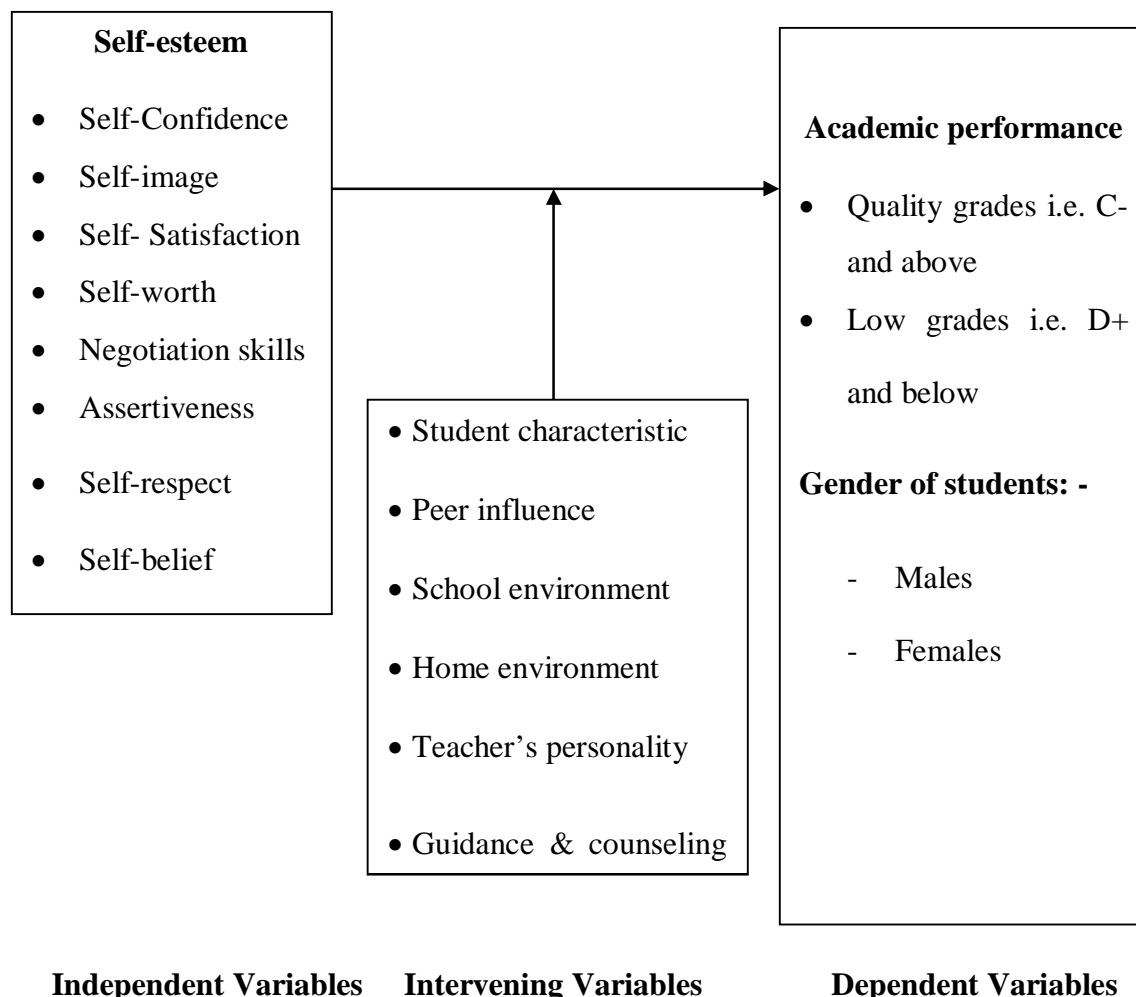 Self-esteem
• Self-Confidence
• Self-image
• Self- Satisfaction
• Self-worth
• Negotiation skills
• Assertiveness
• Self-respect
• Self-belief
• Student characteristic
• Peer influence
• School environment
• Home environment
• Teacher’s personality
• Guidance & counseling
Academic performance
• Quality grades i.e. C-
and above
• Low grades i.e. D+
and below
Gender of students: -
- Males
- Females
Independent Variables Intervening Variables Dependent Variables